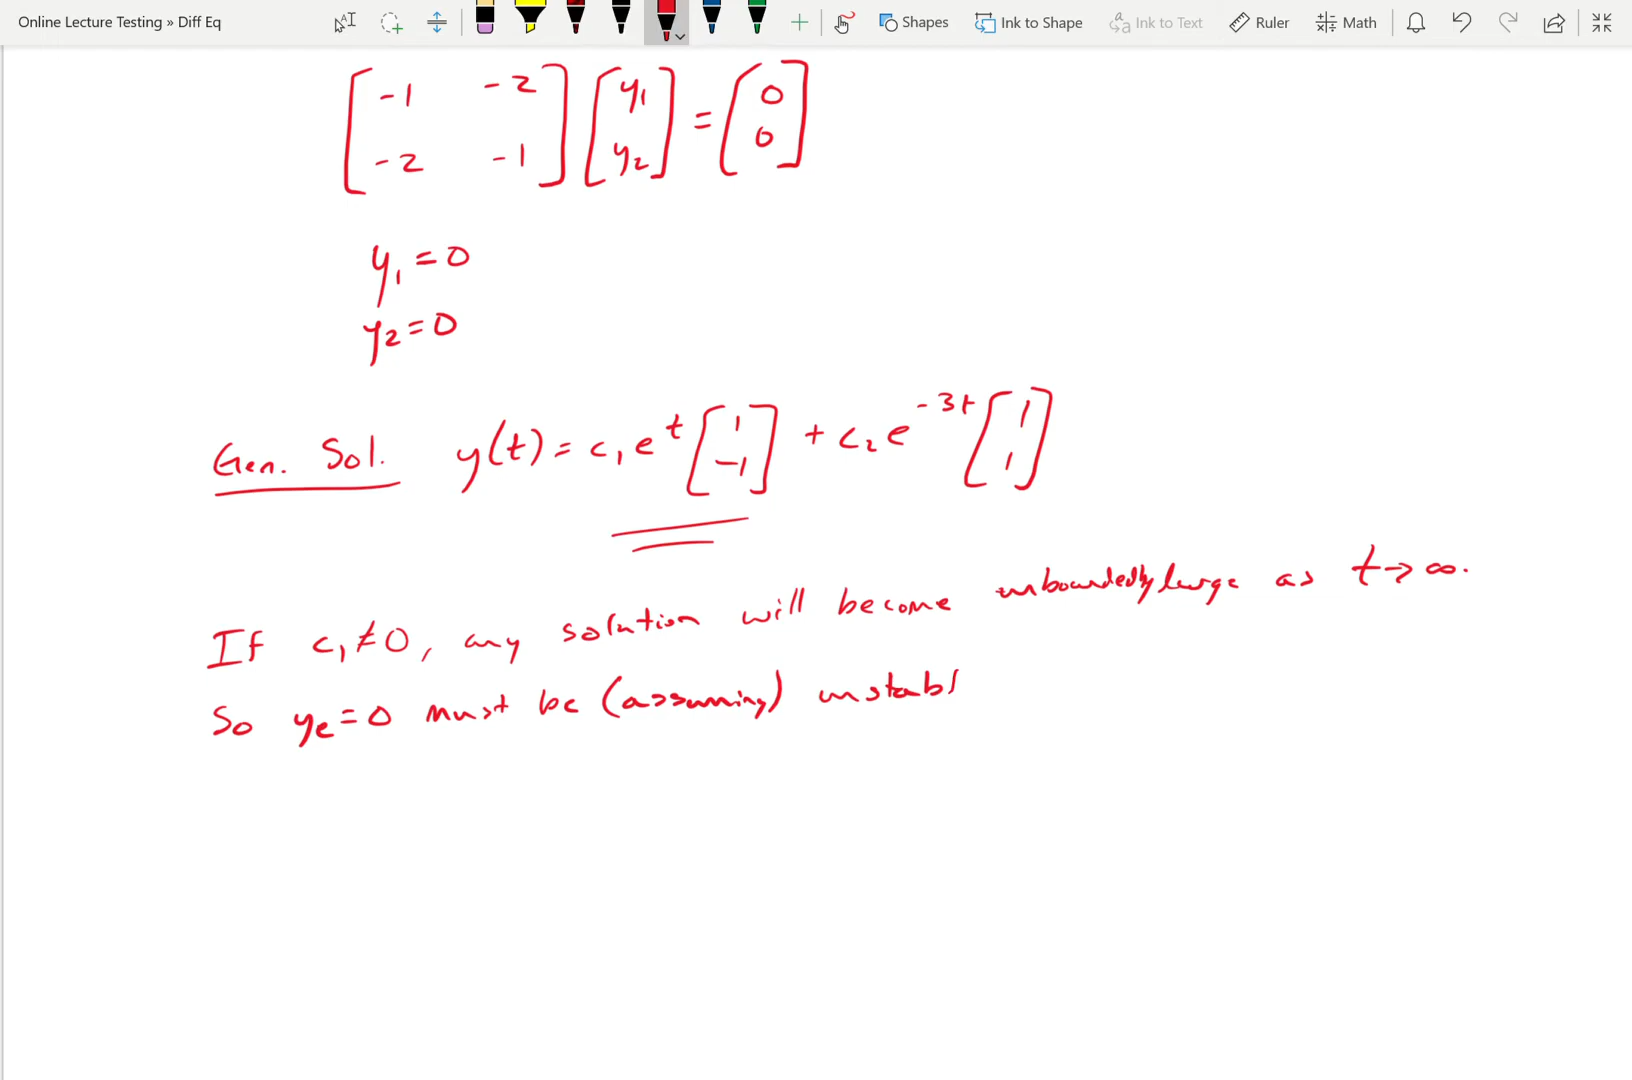 Online Lecture Testing » Diff Eq Shapes Ink to Shape Ink to Text Ruler Math
[-1 -2] [y₁] = [0]
[-2 -1] [y₂] [0]
y₁ = 0
y₂ = 0
Gen. Sol. y(t) = c₁e^t [1 -1] + c₂e^-3t [1 1]
If c₁≠0, any solution will become unboundedly large as t→∞.
So yₑ=0 must be (assuming) unstabl